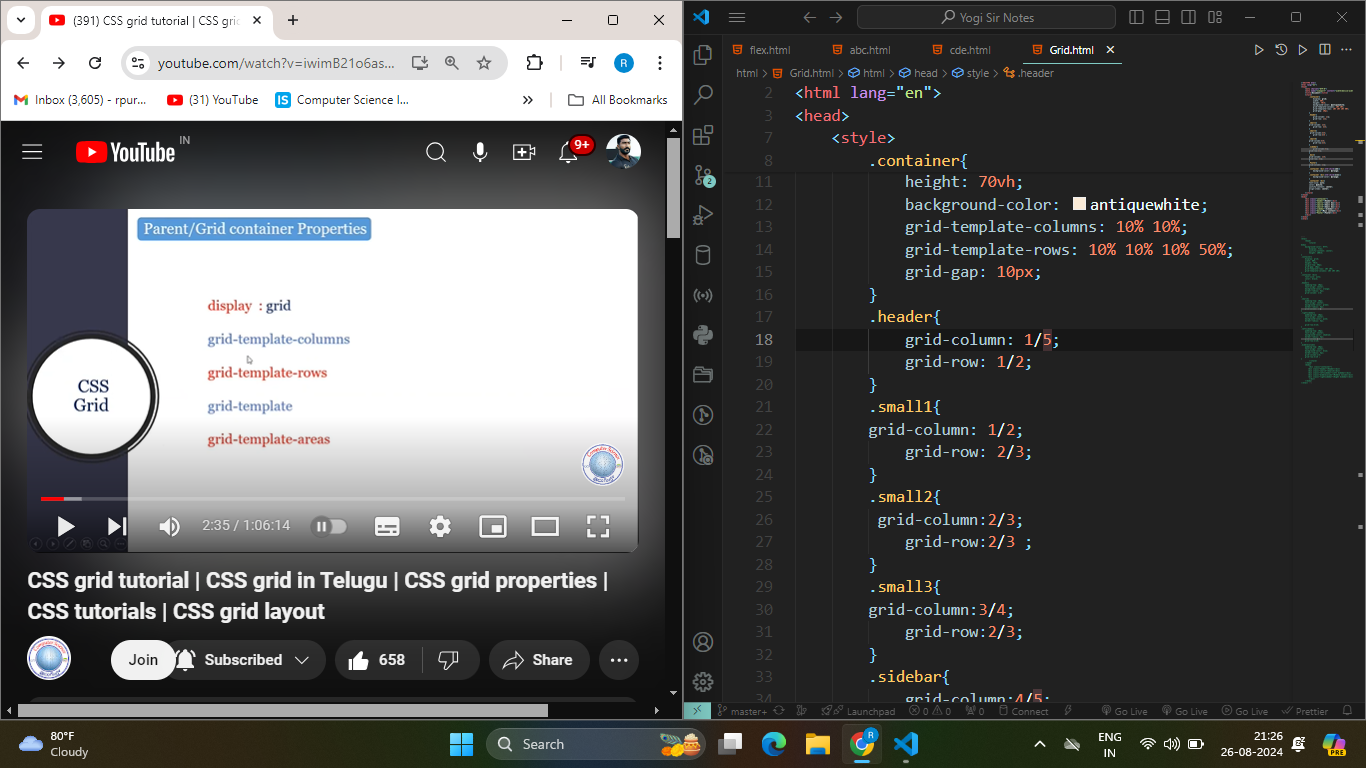 (391) CSS grid tutorial | CSS gri
youtube.com/watch?v=iwimB21o6as...
R
Inbox (3,605) - rpur...
(31) YouTube
Computer Science I...
All Bookmarks
YouTube
IN
9+
Parent/Grid container Properties
display : grid
grid-template-columns
grid-template-rows
grid-template
grid-template-areas
CSS
Grid
2:35 / 1:06:14
CSS grid tutorial | CSS grid in Telugu | CSS grid properties |
CSS tutorials | CSS grid layout
Join
Subscribed
658
Share
Yogi Sir Notes
flex.html
abc.html
cde.html
Grid.html
html > Grid.html > html > head > style > .header
2 <html lang="en">
3 <head>
7 <style>
8 .container{
11 height: 70vh;
12 background-color: antiquewhite;
13 grid-template-columns: 10% 10%;
14 grid-template-rows: 10% 10% 10% 50%;
15 grid-gap: 10px;
16 }
17 .header{
18 grid-column: 1/5;
19 grid-row: 1/2;
20 }
21 .small1{
22 grid-column: 1/2;
23 grid-row: 2/3;
24 }
25 .small2{
26 grid-column:2/3;
27 grid-row:2/3 ;
28 }
29 .small3{
30 grid-column:3/4;
31 grid-row:2/3;
32 }
33 .sidebar{
34 grid-column:4/5;
2
master+
Launchpad
0
0
0
Connect
Go Live
Go Live
Go Live
Prettier
80°F
Cloudy
Search
R
ENG
IN
21:26
26-08-2024
PRE